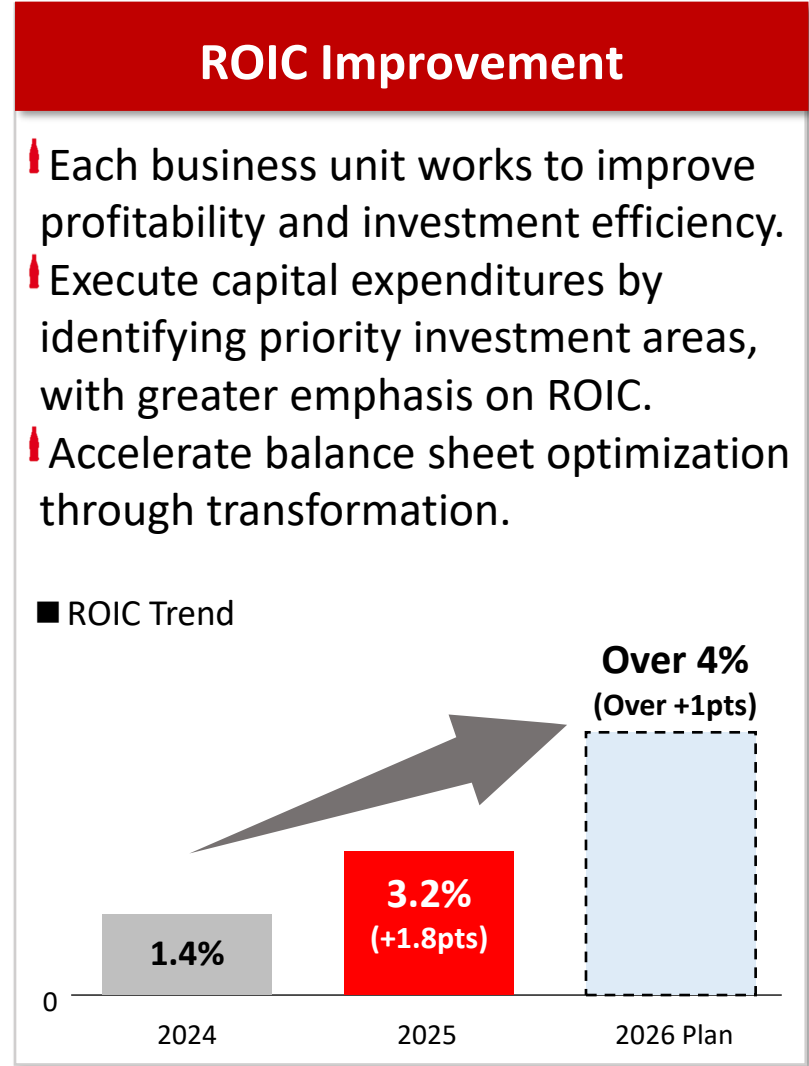 ROIC Improvement
Each business unit works to improve
profitability and investment efficiency.
Execute capital expenditures by
identifying priority investment areas,
with greater emphasis on ROIC.
Accelerate balance sheet optimization
through transformation.
■ ROIC Trend
Over 4%
(Over +1pts)
3.2%
(+1.8pts)
1.4%
0
2024
2025
2026 Plan